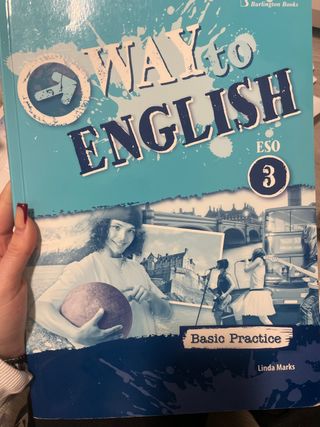 Burlington Books
WAY to
ENGLISH
ESO
3
Basic Practice
Linda Marks